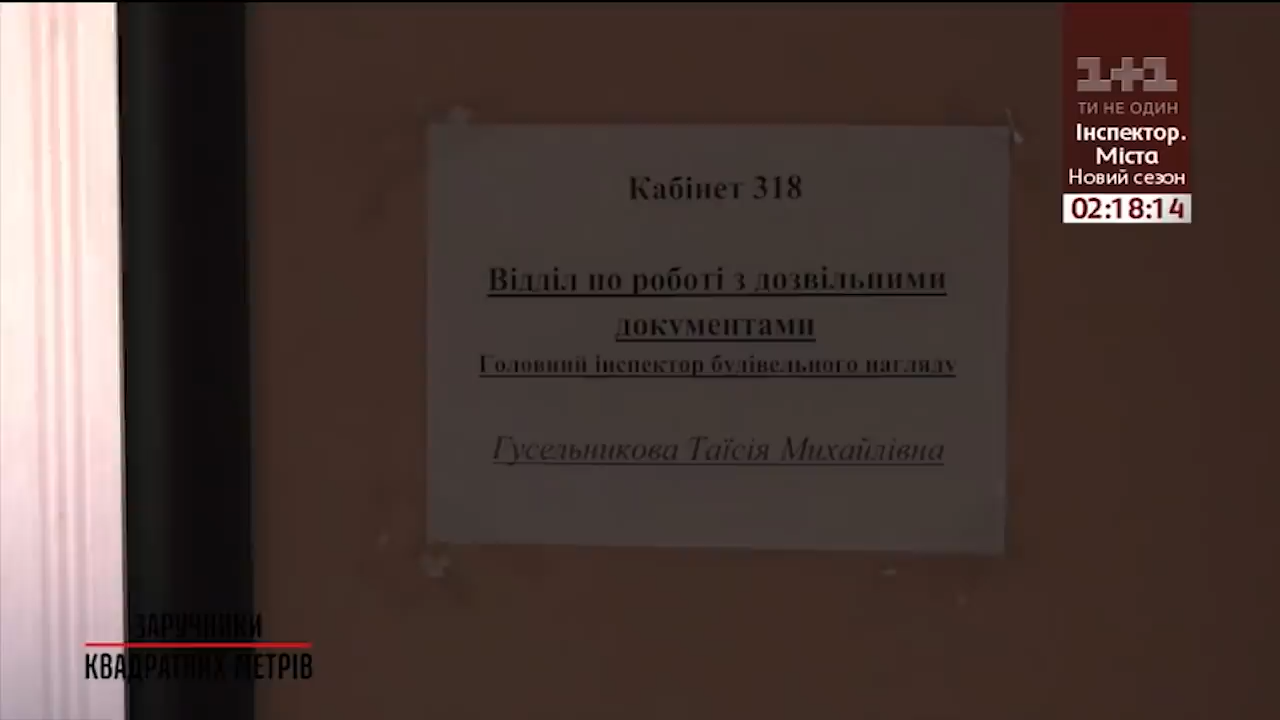 1+1
ТИ НЕ ОДИН
Інспектор.
Міста
Новий сезон
02:18:14
Кабінет 318
Відділ по роботі з дозвільними
документами
Головний інспектор будівельного нагляду
Гусельникова Таїсія Михайлівна
ЗАРУЧНИКИ
КВАДРАТНИХ МЕТРІВ